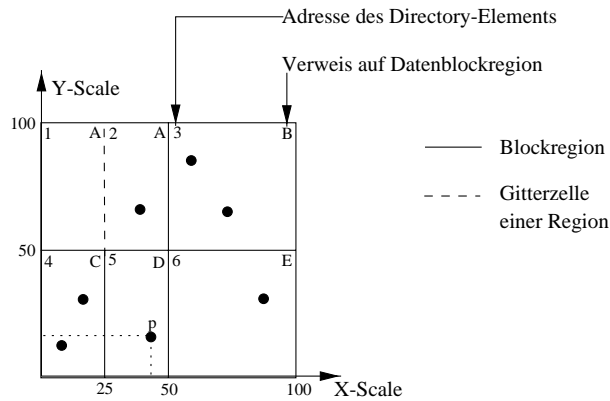 Adresse des Directory-Elements
Verweis auf Datenblockregion
Y-Scale
100
1 A 2 A 3 B
Blockregion
Gitterzelle
einer Region
50
4 C 5 D 6 E
p
25 50 100
X-Scale